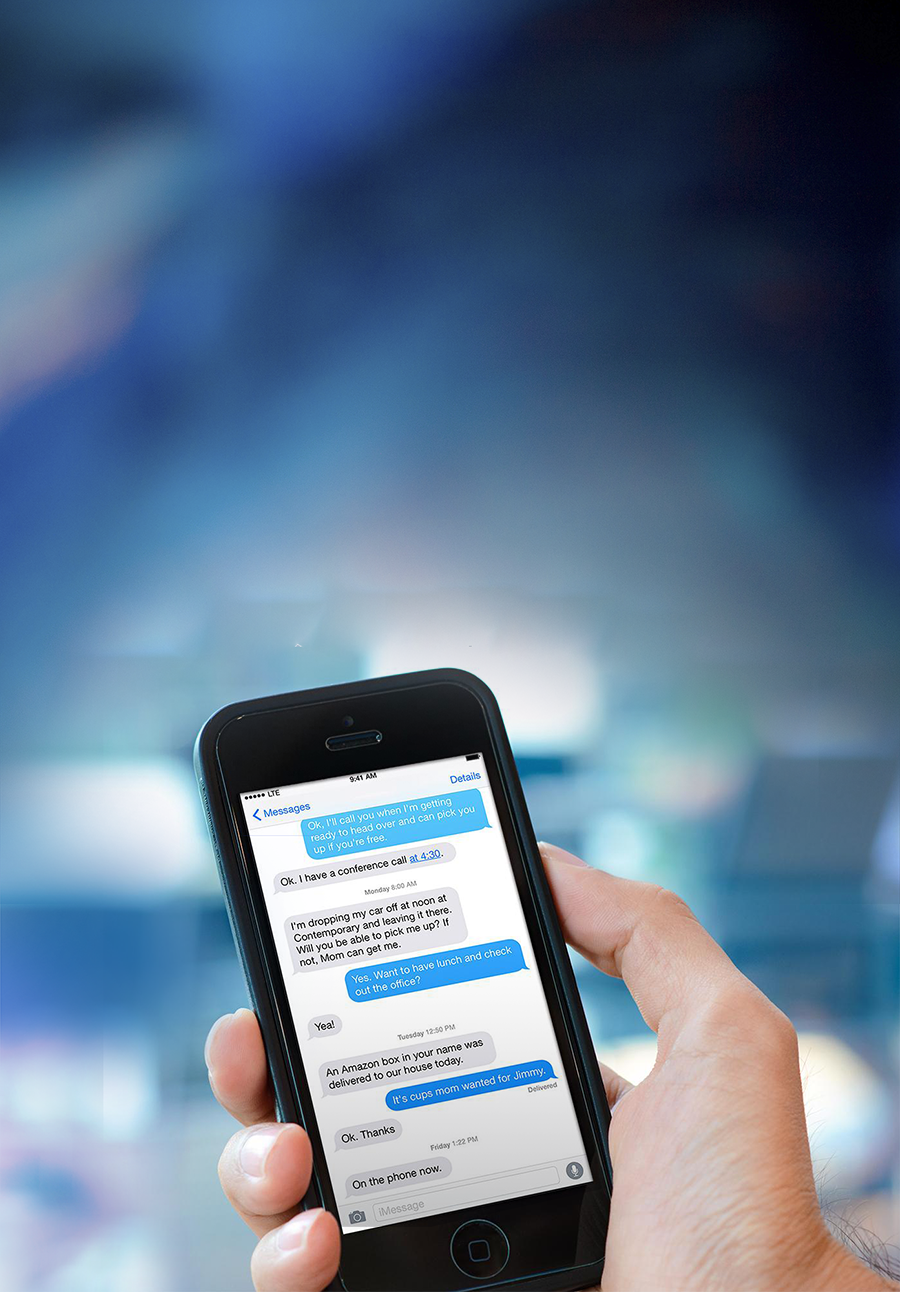 LTE 9:41 AM
Messages Details
Ok, I'll call you when I'm getting
ready to head over and can pick you
up if you're free.
Ok. I have a conference call at 4:30.
Monday 8:00 AM
I'm dropping my car off at noon at
Contemporary and leaving it there.
Will you be able to pick me up? If
not, Mom can get me.
Yes. Want to have lunch and check
out the office?
Yea!
Tuesday 12:50 PM
An Amazon box in your name was
delivered to our house today.
It's cups mom wanted for Jimmy.
Delivered
Ok. Thanks
Friday 1:22 PM
On the phone now.
iMessage